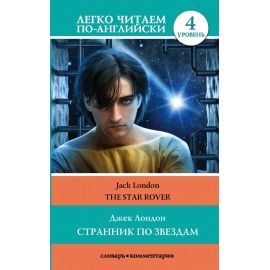 ЛЕГКО ЧИТАЕМ
ПО-АНГЛИЙСКИ
4
УРОВЕНЬ
Jack London
THE STAR ROVER
Джек Лондон
СТРАННИК ПО ЗВЕЗДАМ
словарь•комментарии